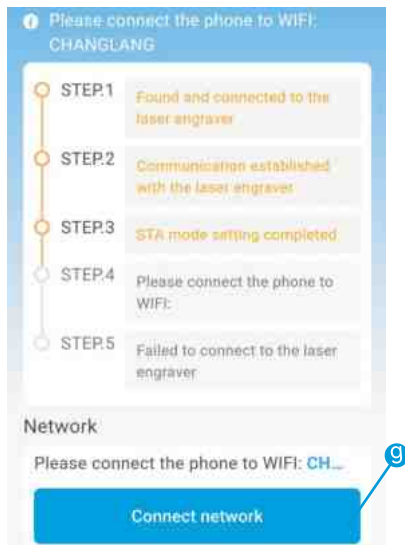 Please connect the phone to WIFI:
CHANGLANG
STEP.1
Found and connected to the
laser engraver
STEP.2
Communication established
with the laser engraver
STEP.3
STA mode setting completed
STEP.4
Please connect the phone to
WIFI:
STEP.5
Failed to connect to the laser
engraver
Network
Please connect the phone to WIFI: CH...
g
Connect network